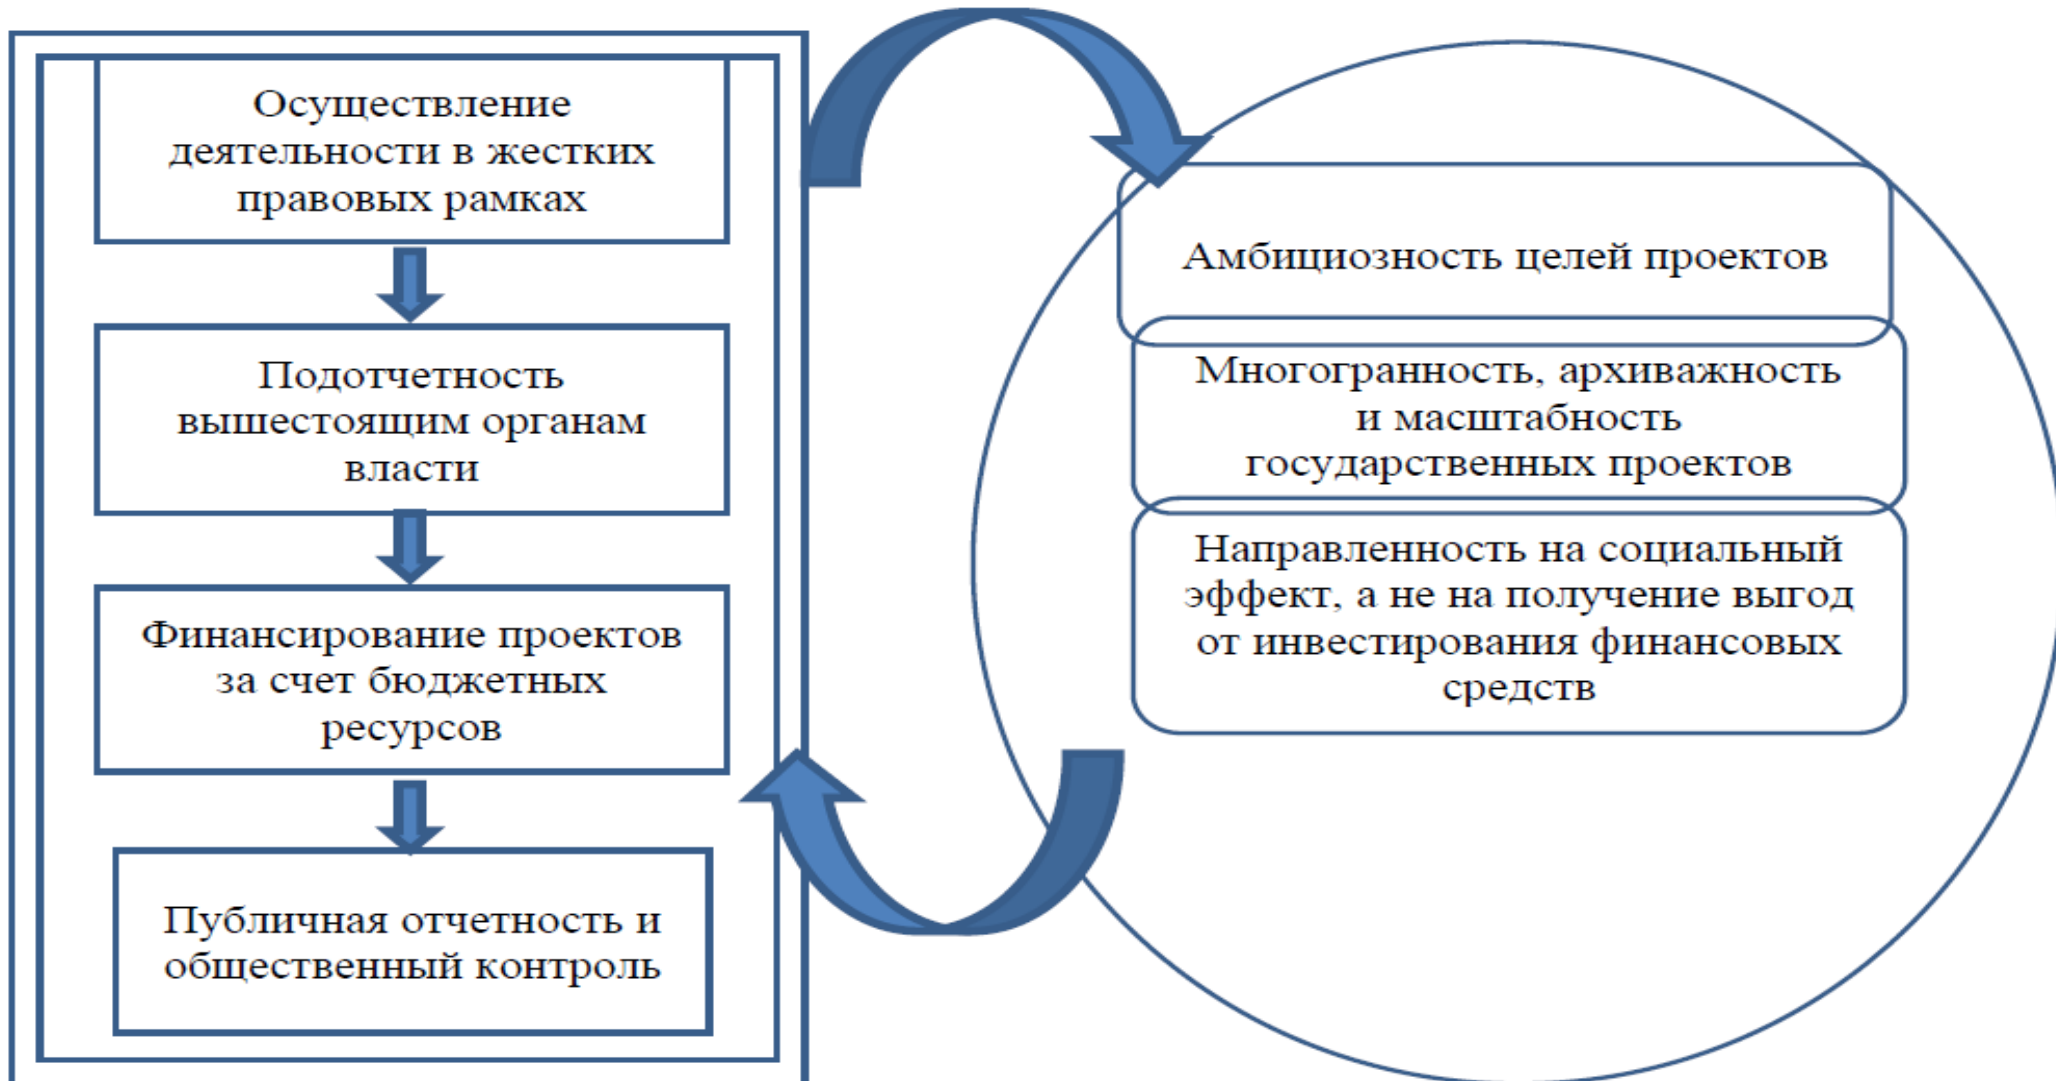 Осуществление
деятельности в жестких
правовых рамках
Подотчетность
вышестоящим органам
власти
Финансирование проектов
за счет бюджетных
ресурсов
Публичная отчетность и
общественный контроль
Амбициозность целей проектов
Многогранность, архиважность
и масштабность
государственных проектов
Направленность на социальный
эффект, а не на получение выгод
от инвестирования финансовых
средств